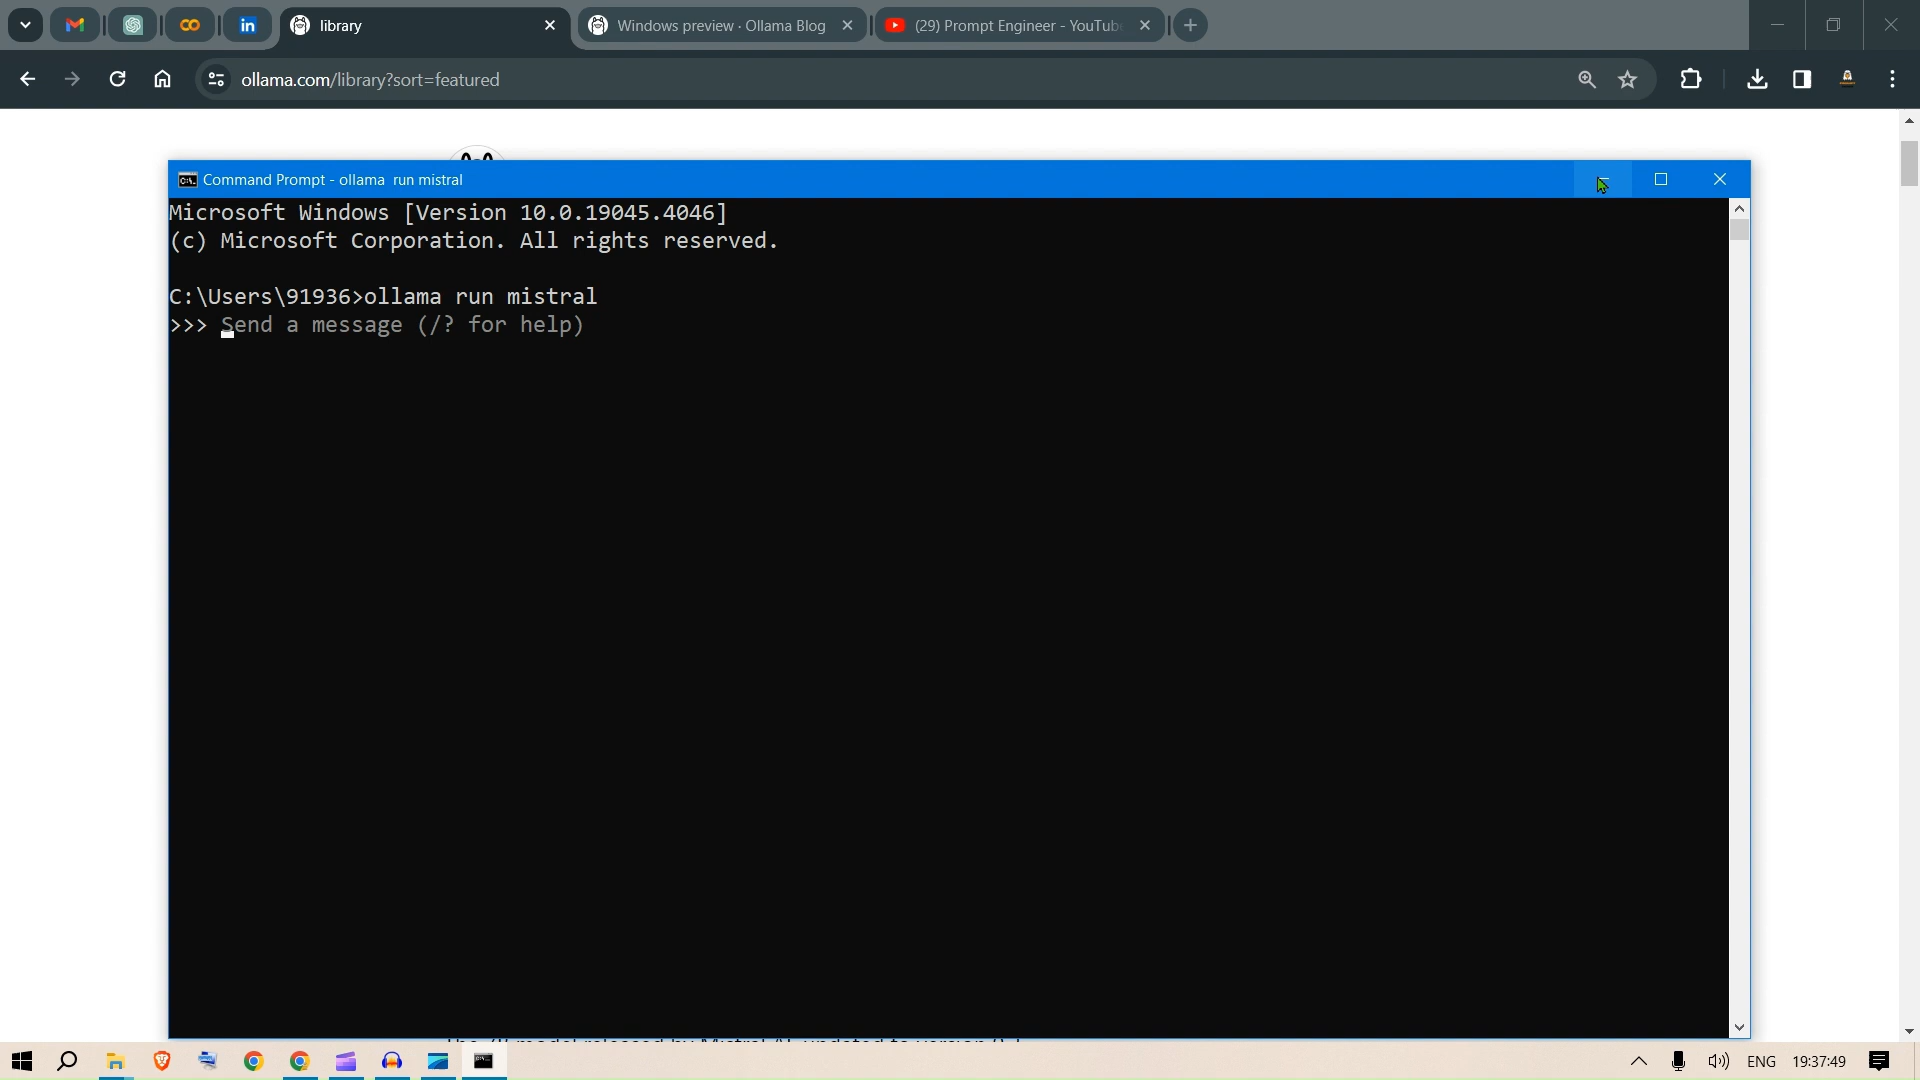 library
Windows preview · Ollama Blog
(29) Prompt Engineer - YouTub
ollama.com/library?sort=featured
Command Prompt - ollama  run mistral
Microsoft Windows [Version 10.0.19045.4046]
(c) Microsoft Corporation. All rights reserved.
C:\Users\91936>ollama run mistral
>>> Send a message (/? for help)
ENG
19:37:49